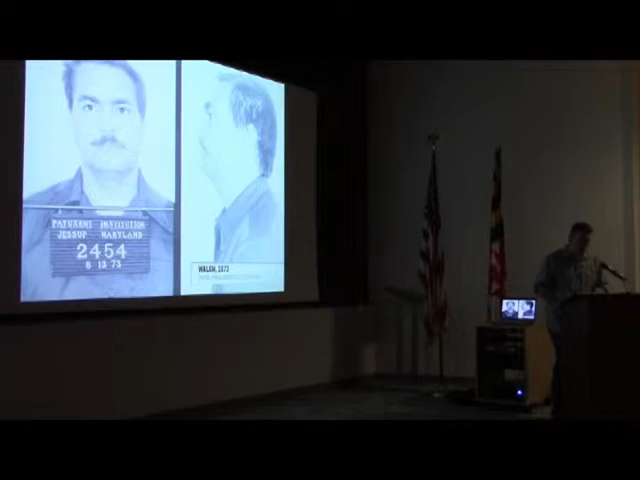 PATUXENT INSTITUTION
JESSUP MARYLAND
2454
8 13 73
WALSH, 1973